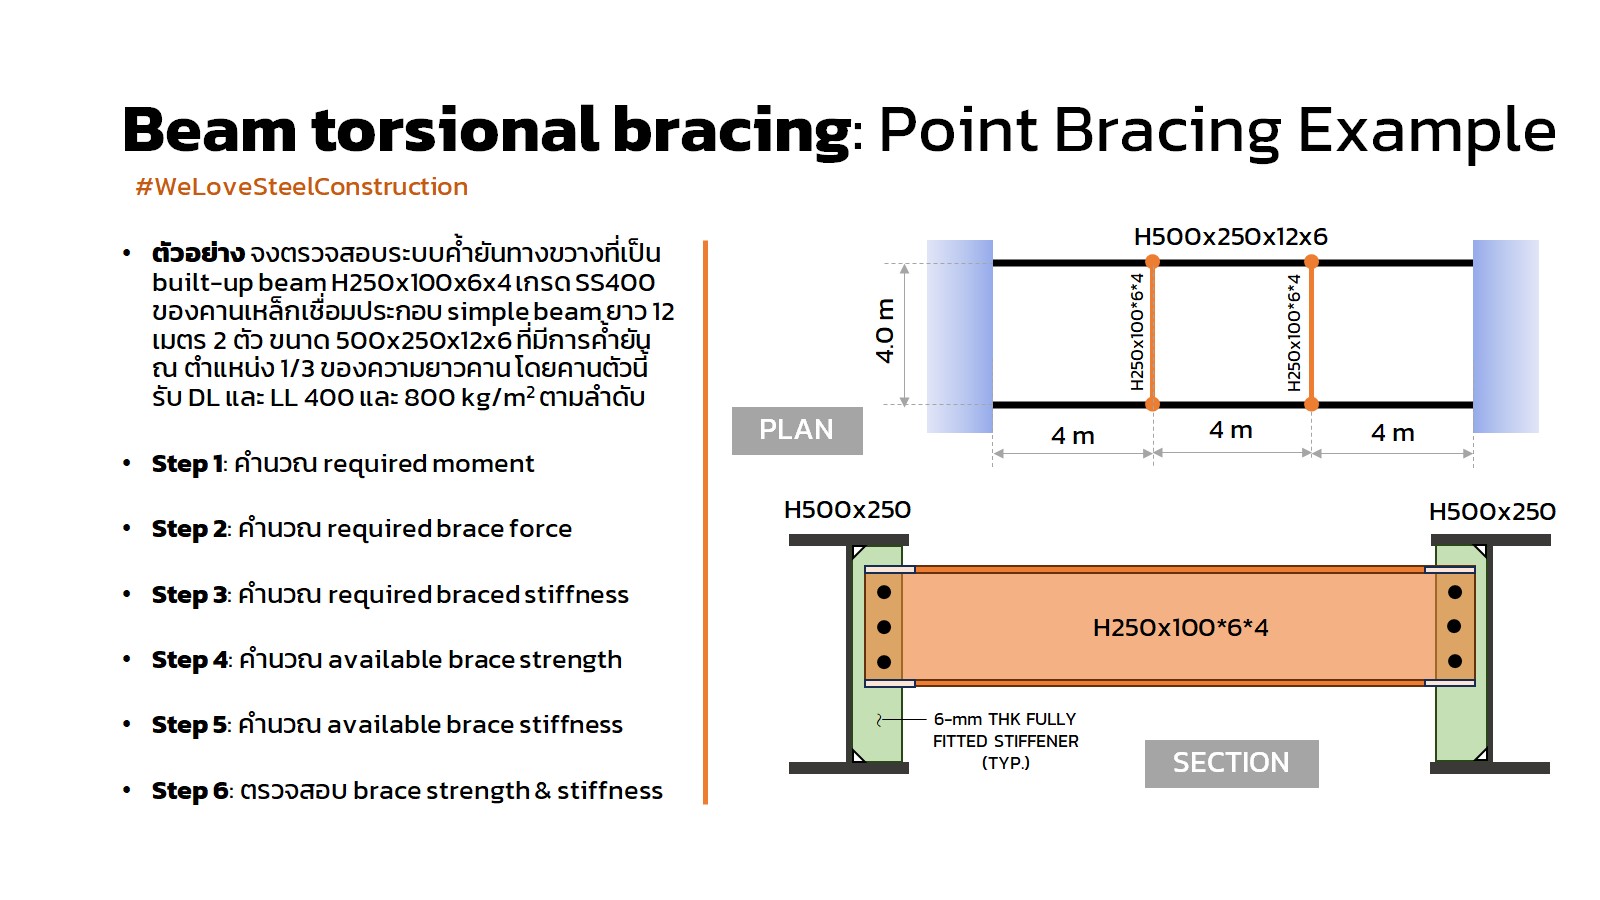 Beam torsional bracing: Point Bracing Example
#WeLoveSteelConstruction
• ตัวอย่าง จงตรวจสอบระบบค้ำยันทางขวางที่เป็น
built-up beam H250x100x6x4 เกรด SS400
ของคานเหล็กเชื่อมประกอบ simple beam ยาว 12
เมตร 2 ตัว ขนาด 500x250x12x6 ที่มีการค้ำยัน
ณ ตำแหน่ง 1/3 ของความยาวคาน โดยคานตัวนี้
รับ DL และ LL 400 และ 800 kg/m² ตามลำดับ
• Step 1: คำนวณ required moment
• Step 2: คำนวณ required brace force
• Step 3: คำนวณ required braced stiffness
• Step 4: คำนวณ available brace strength
• Step 5: คำนวณ available brace stiffness
• Step 6: ตรวจสอบ brace strength & stiffness
H500x250x12x6
4.0 m
H250x100*6*4
H250x100*6*4
PLAN
4 m
4 m
4 m
H500x250
H500x250
H250x100*6*4
6-mm THK FULLY
FITTED STIFFENER
(TYP.)
SECTION